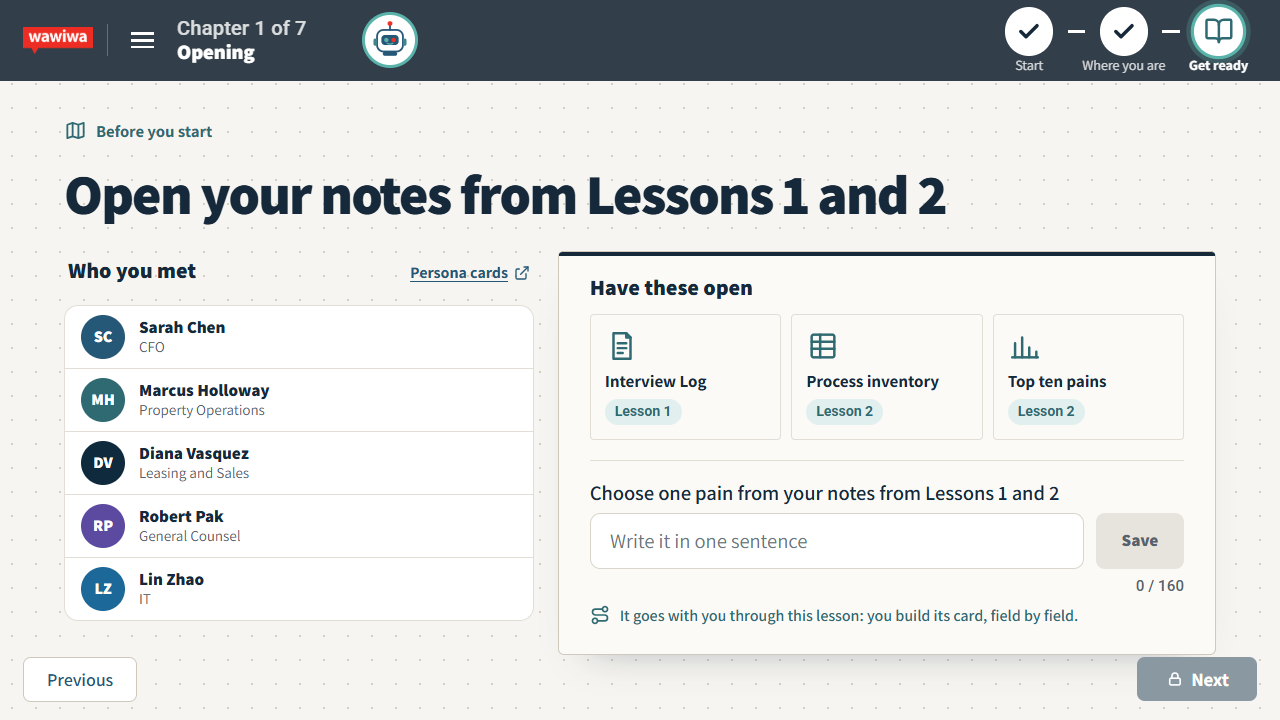 wawiwa
Chapter 1 of 7
Opening
Start
Where you are
Get ready
Before you start
Open your notes from Lessons 1 and 2
Who you met
Persona cards
SC
Sarah Chen
CFO
MH
Marcus Holloway
Property Operations
DV
Diana Vasquez
Leasing and Sales
RP
Robert Pak
General Counsel
LZ
Lin Zhao
IT
Have these open
Interview Log
Lesson 1
Process inventory
Lesson 2
Top ten pains
Lesson 2
Choose one pain from your notes from Lessons 1 and 2
Write it in one sentence
Save
0 / 160
It goes with you through this lesson: you build its card, field by field.
Previous
Next